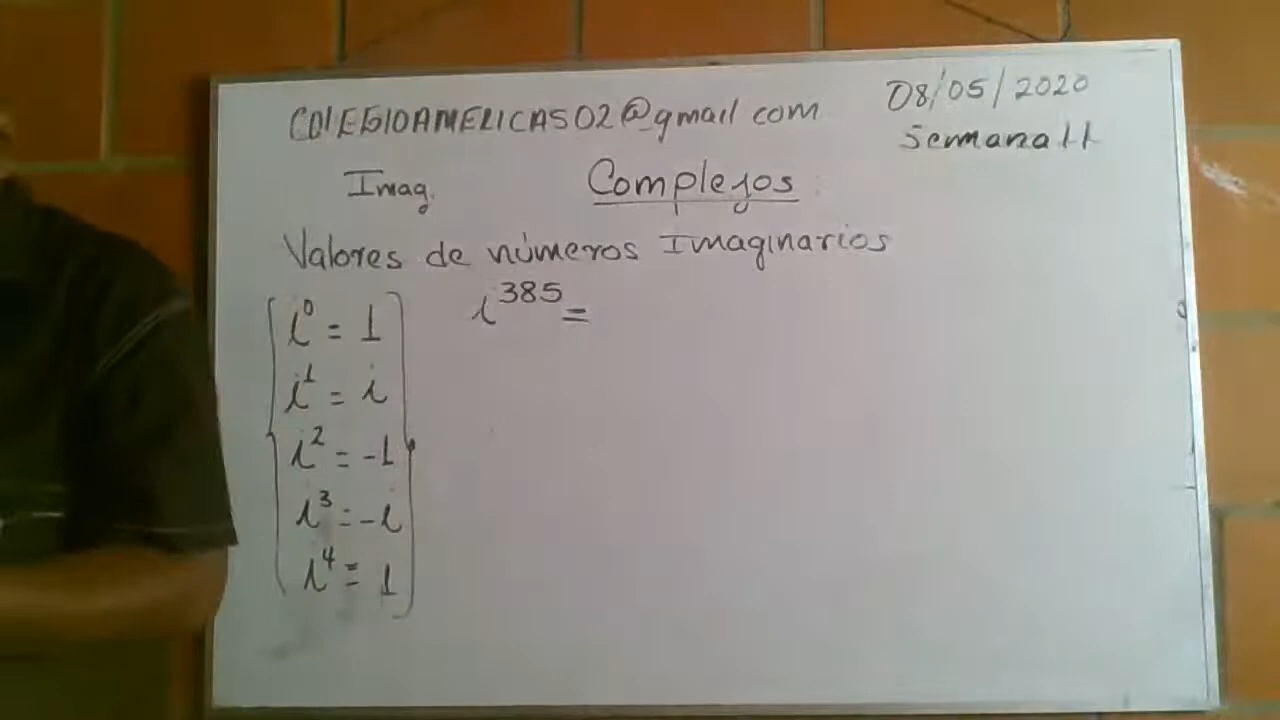 COLEGIOAMERICAS02@gmail com
08/05/2020
Semana 11
Imag.
Complejos
Valores de números Imaginarios
i⁰ = 1
i³⁸⁵ =
i¹ = i
i² = -1
i³ = -i
i⁴ = 1